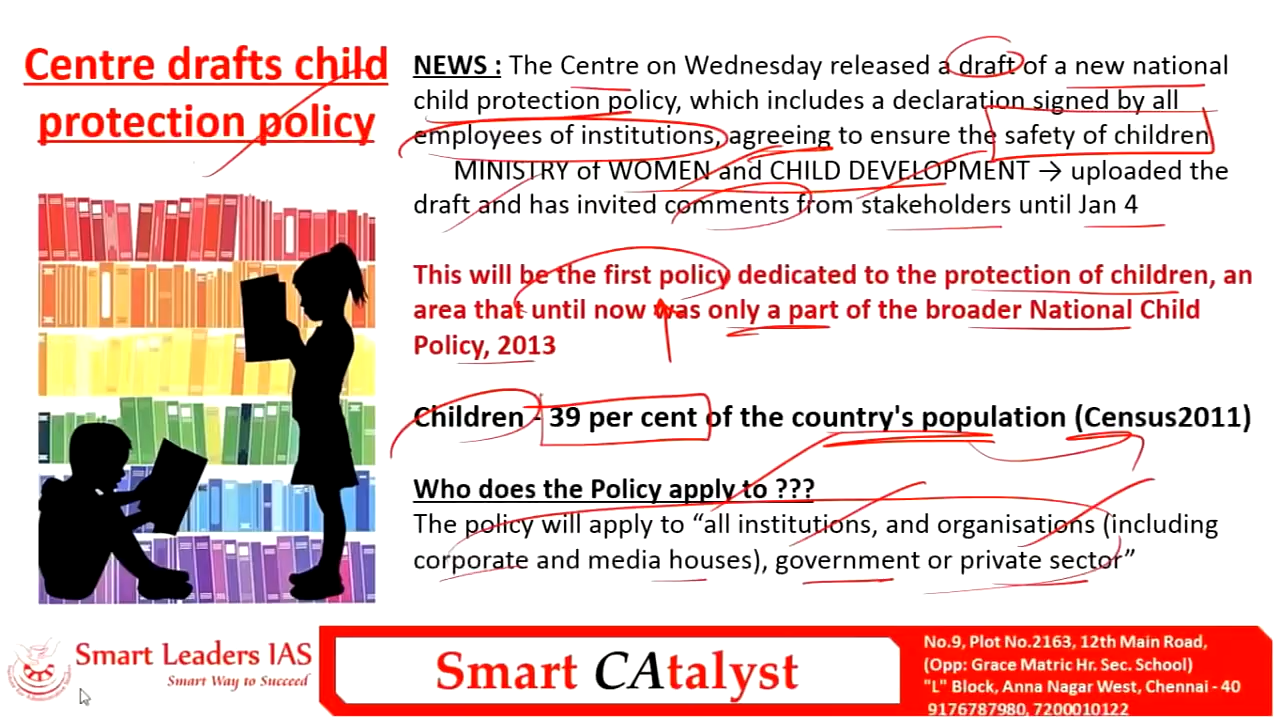 Centre drafts child
protection policy
NEWS : The Centre on Wednesday released a draft of a new national
child protection policy, which includes a declaration signed by all
employees of institutions, agreeing to ensure the safety of children
MINISTRY of WOMEN and CHILD DEVELOPMENT → uploaded the
draft and has invited comments from stakeholders until Jan 4
This will be the first policy dedicated to the protection of children, an
area that until now was only a part of the broader National Child
Policy, 2013
Children - 39 per cent of the country's population (Census2011)
Who does the Policy apply to ???
The policy will apply to “all institutions, and organisations (including
corporate and media houses), government or private sector”
Smart Leaders IAS
Smart Way to Succeed
Smart CAtalyst
No.9, Plot No.2163, 12th Main Road,
(Opp: Grace Matric Hr. Sec. School)
"L" Block, Anna Nagar West, Chennai - 40
9176787980, 7200010122